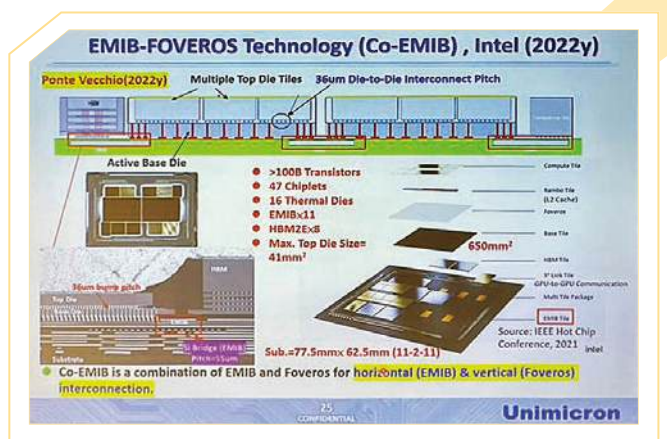 EMIB-FOVEROS Technology (Co-EMIB) , Intel (2022y)
Ponte Vecchio(2022y)
Multiple Top Die Tiles
36um Die-to-Die Interconnect Pitch
HBM
Active Base Die
● >100B Transistors
● 47 Chiplets
● 16 Thermal Dies
● EMIBx11
● HBM2Ex8
● Max. Top Die Size=
41mm²
Compute Tile
Rambo Tile
(L2 Cache)
Foveros
Base Tile
650mm²
HBM Tile
Xᵉ Link Tile
GPU-to-GPU Communication
Multi Tile Package
EMIB Tile
HBM
36um bump pitch
Top Die
Base Die
Si Bridge (EMIB)
Pitch=55um
Substrate
Source: IEEE Hot Chip
Conference, 2021
intel
Sub.=77.5mmx 62.5mm (11-2-11)
● Co-EMIB is a combination of EMIB and Foveros for horizontal (EMIB) & vertical (Foveros)
interconnection.
25
CONFIDENTIAL
Unimicron